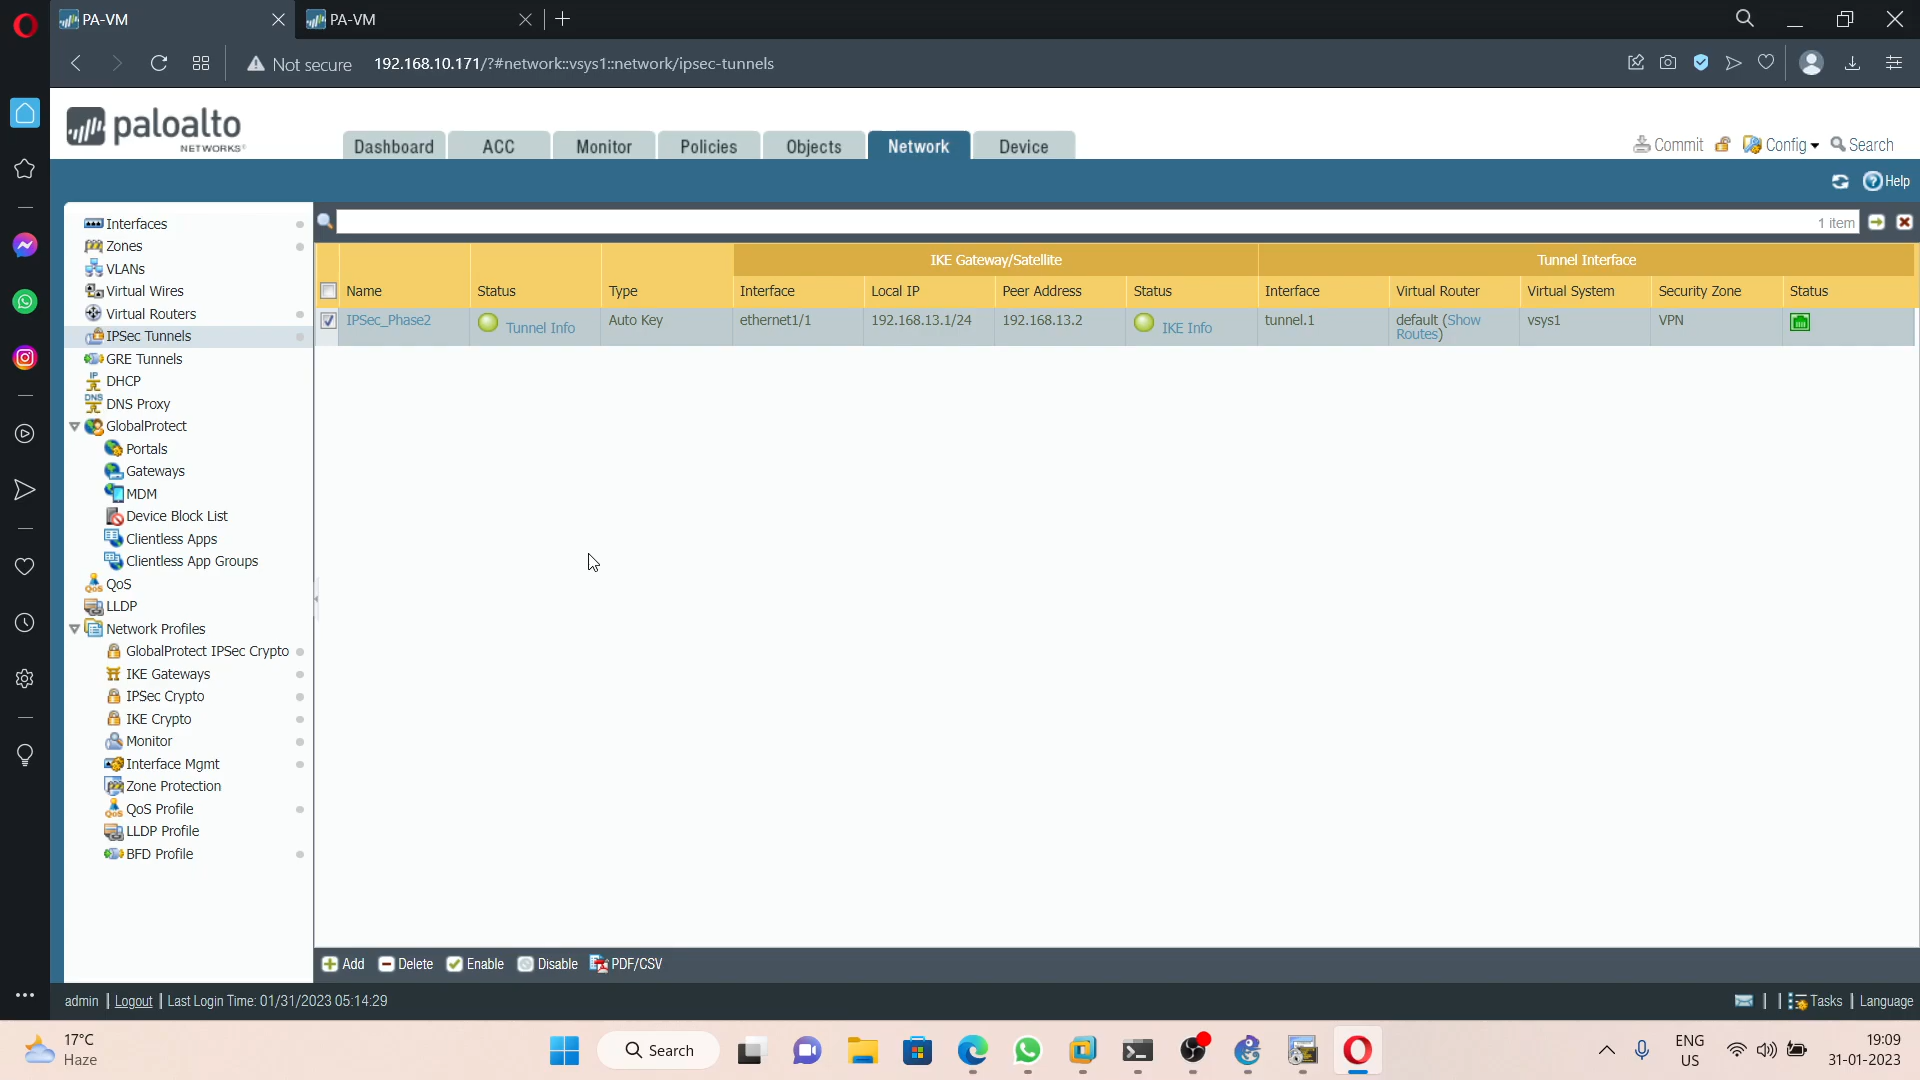 PA-VM
PA-VM
Not secure 192.168.10.171/?#network::vsys1::network/ipsec-tunnels
paloalto
NETWORKS®
Dashboard ACC Monitor Policies Objects Network Device
Commit Config Search
Help
Interfaces
Zones
VLANs
Virtual Wires
Virtual Routers
IPSec Tunnels
GRE Tunnels
DHCP
DNS Proxy
GlobalProtect
Portals
Gateways
MDM
Device Block List
Clientless Apps
Clientless App Groups
QoS
LLDP
Network Profiles
GlobalProtect IPSec Crypto
IKE Gateways
IPSec Crypto
IKE Crypto
Monitor
Interface Mgmt
Zone Protection
QoS Profile
LLDP Profile
BFD Profile
1 item
IKE Gateway/Satellite Tunnel Interface
Name Status Type Interface Local IP Peer Address Status Interface Virtual Router Virtual System Security Zone Status
IPSec_Phase2 Tunnel Info Auto Key ethernet1/1 192.168.13.1/24 192.168.13.2 IKE Info tunnel.1 default (Show Routes) vsys1 VPN
Add Delete Enable Disable PDF/CSV
admin | Logout | Last Login Time: 01/31/2023 05:14:29
Tasks | Language
17°C
Haze
Search
ENG
US
19:09
31-01-2023